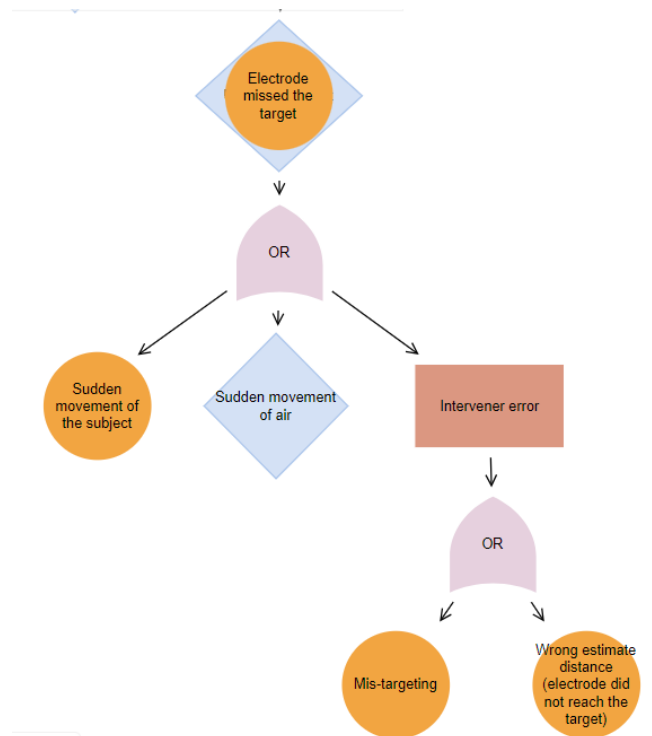 Electrode
missed the
target
OR
Sudden
movement of
the subject
Sudden movement
of air
Intervener error
OR
Mis-targeting
Wrong estimate
distance
(electrode did
not reach the
target)